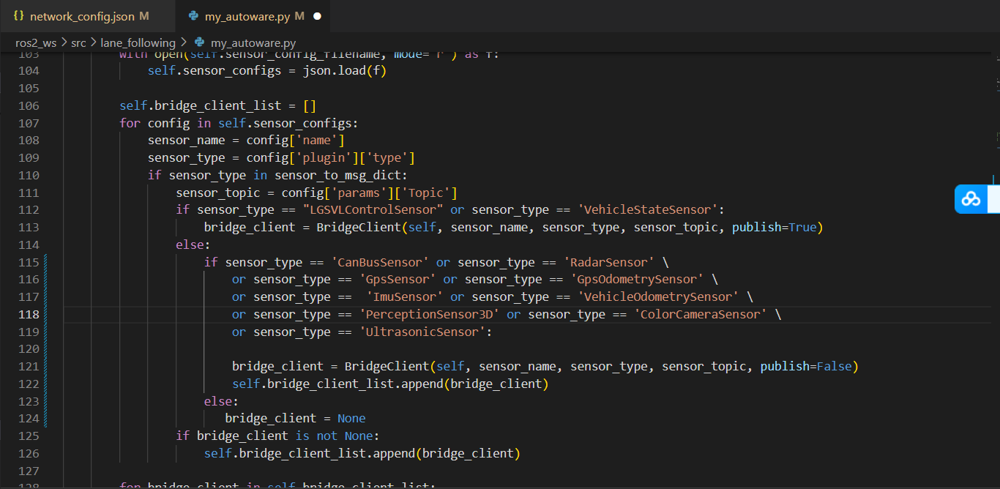 {} network_config.json M my_autoware.py M
ros2_ws > src > lane_following > my_autoware.py
103 with open(self.sensor_config_filename, mode='r') as f:
104 self.sensor_configs = json.load(f)
105
106 self.bridge_client_list = []
107 for config in self.sensor_configs:
108 sensor_name = config['name']
109 sensor_type = config['plugin']['type']
110 if sensor_type in sensor_to_msg_dict:
111 sensor_topic = config['params']['Topic']
112 if sensor_type == "LGSVLControlSensor" or sensor_type == 'VehicleStateSensor':
113 bridge_client = BridgeClient(self, sensor_name, sensor_type, sensor_topic, publish=True)
114 else:
115 if sensor_type == 'CanBusSensor' or sensor_type == 'RadarSensor' \
116 or sensor_type == 'GpsSensor' or sensor_type == 'GpsOdometrySensor' \
117 or sensor_type ==  'ImuSensor' or sensor_type == 'VehicleOdometrySensor' \
118 or sensor_type == 'PerceptionSensor3D' or sensor_type == 'ColorCameraSensor' \
119 or sensor_type == 'UltrasonicSensor':
120
121 bridge_client = BridgeClient(self, sensor_name, sensor_type, sensor_topic, publish=False)
122 self.bridge_client_list.append(bridge_client)
123 else:
124 bridge_client = None
125 if bridge_client is not None:
126 self.bridge_client_list.append(bridge_client)
127
128 for bridge_client in self.bridge_client_list: